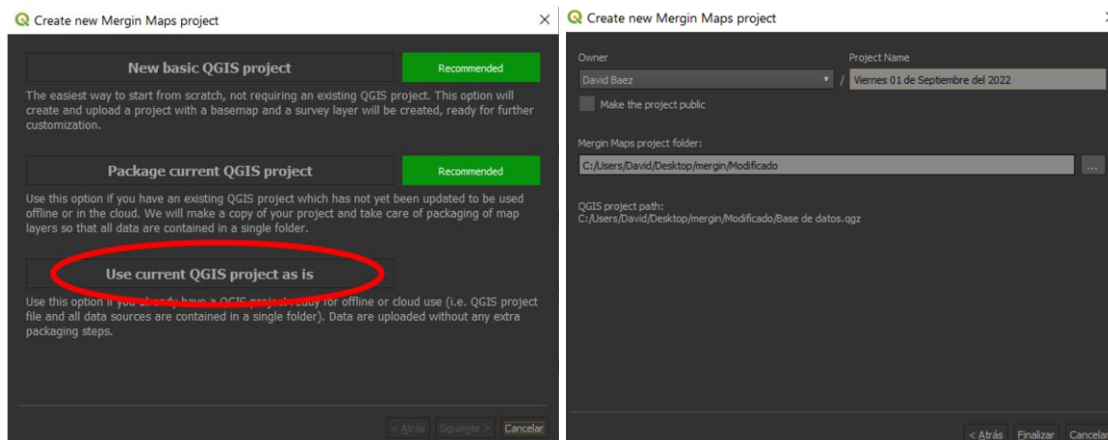 Create new Mergin Maps project
New basic QGIS project
Recommended
The easiest way to start from scratch, not requiring an existing QGIS project. This option will
create and upload a project with a basemap and a survey layer will be created, ready for further
customization.
Package current QGIS project
Recommended
Use this option if you have an existing QGIS project which has not yet been updated to be used
offline or in the cloud. We will make a copy of your project and take care of packaging of map
layers so that all data are contained in a single folder.
Use current QGIS project as is
Use this option if you already have a QGIS project ready for offline or cloud use (i.e. QGIS project
file and all data sources are contained in a single folder). Data are uploaded without any extra
packaging steps.
< Atrás Siguiente > Cancelar
Create new Mergin Maps project
Owner Project Name
David Baez / Viernes 01 de Septiembre del 2022
Make the project public
Mergin Maps project folder:
C:/Users/David/Desktop/mergin/Modificado ...
QGIS project path:
C:/Users/David/Desktop/mergin/Modificado/Base de datos.qgz
< Atrás Finalizar Cancelar